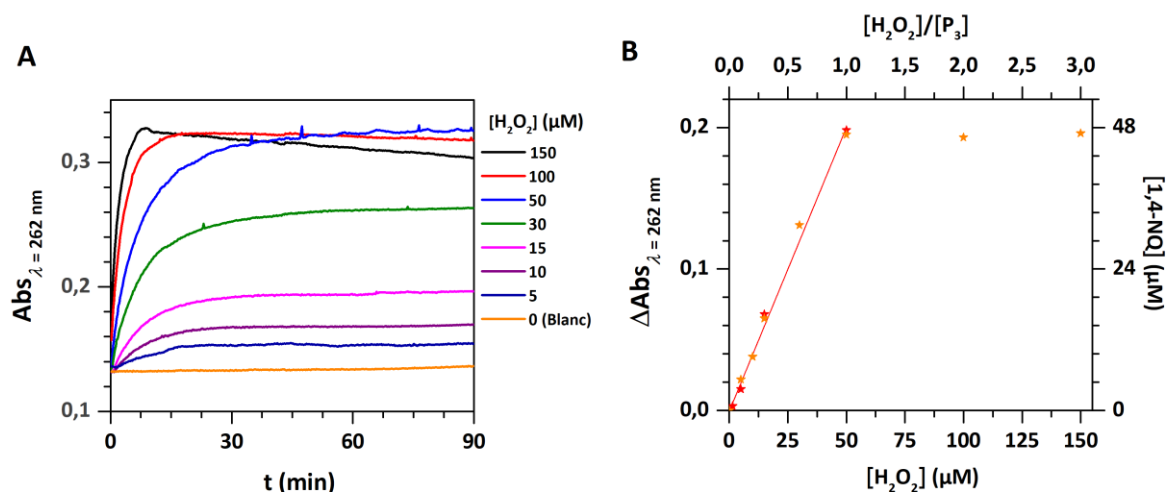 A
Abs λ = 262 nm
0,3
0,2
0,1
0
30
60
90
t (min)
[H₂O₂] (µM)
150
100
50
30
15
10
5
0 (Blanc)
B
[H₂O₂]/[P₃]
0,0 0,5 1,0 1,5 2,0 2,5 3,0
ΔAbs λ = 262 nm
0,2
0,1
0,0
48
24
0
[1,4-NQ] (µM)
0 25 50 75 100 125 150
[H₂O₂] (µM)